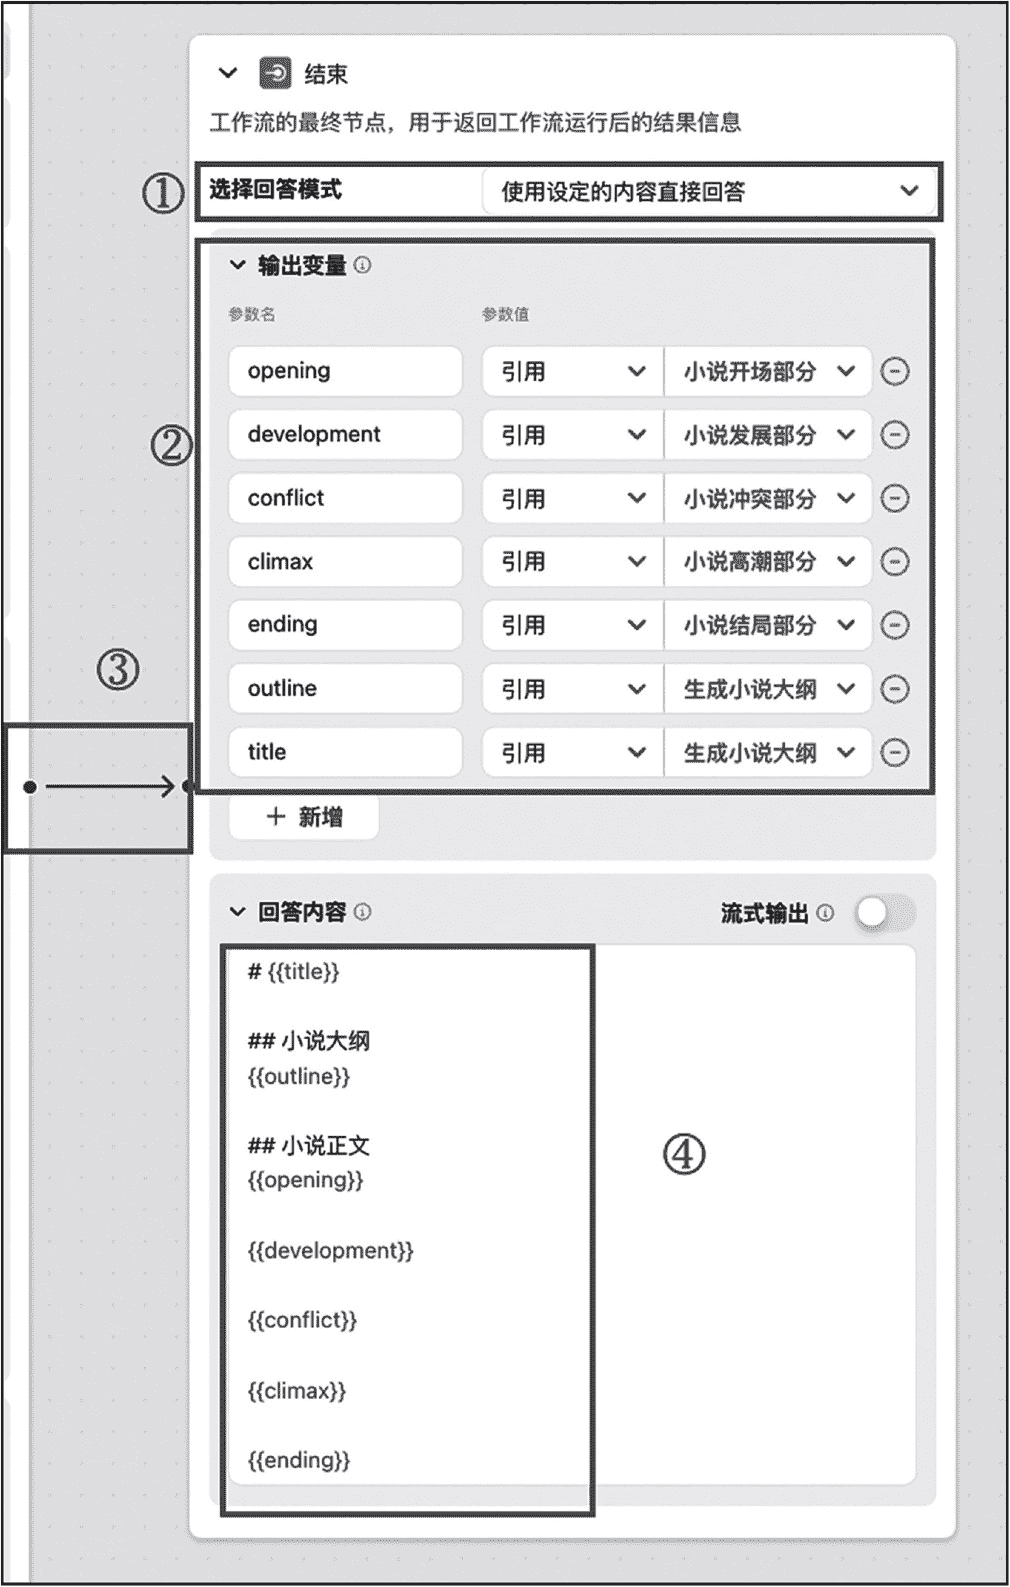 结束
工作流的最终节点，用于返回工作流运行后的结果信息
① 选择回答模式 使用设定的内容直接回答
输出变量
参数名 参数值
opening 引用 小说开场部分
development 引用 小说发展部分
②
conflict 引用 小说冲突部分
climax 引用 小说高潮部分
ending 引用 小说结局部分
③
outline 引用 生成小说大纲
title 引用 生成小说大纲
+ 新增
回答内容 流式输出
# {{title}}
## 小说大纲
{{outline}}
## 小说正文
④
{{opening}}
{{development}}
{{conflict}}
{{climax}}
{{ending}}